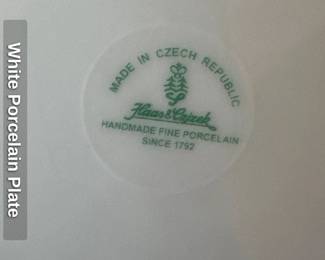 White Porcelain Plate
MADE IN CZECH REPUBLIC
Haas & Czjzek
HANDMADE FINE PORCELAIN
SINCE 1792